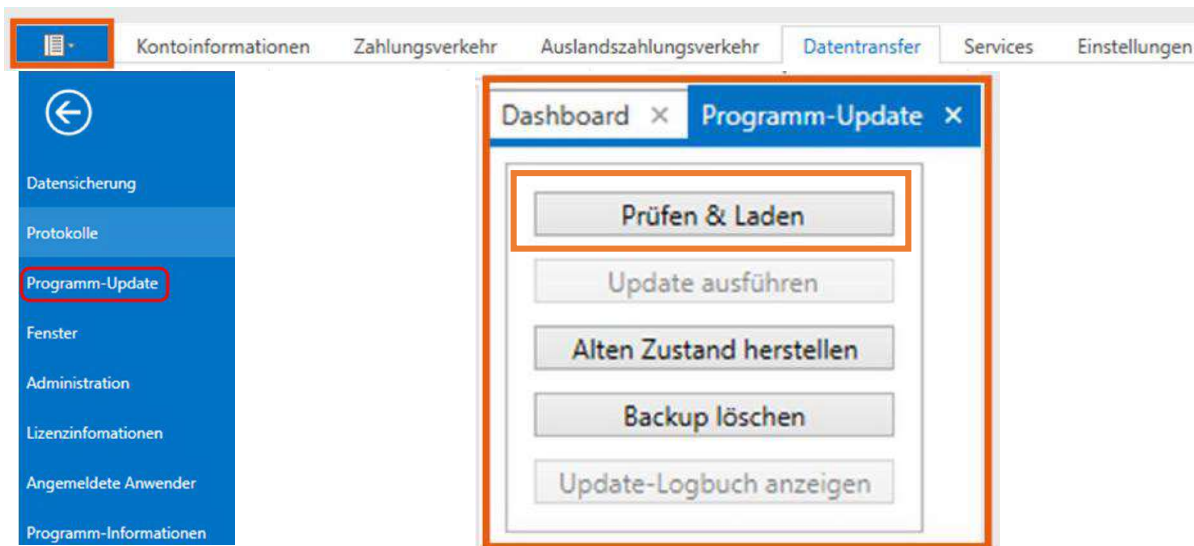 Kontoinformationen Zahlungsverkehr Auslandszahlungsverkehr Datentransfer Services Einstellungen
Datensicherung
Protokolle
Programm-Update
Fenster
Administration
Lizenzinfomationen
Angemeldete Anwender
Programm-Informationen
Dashboard × Programm-Update ×
Prüfen & Laden
Update ausführen
Alten Zustand herstellen
Backup löschen
Update-Logbuch anzeigen